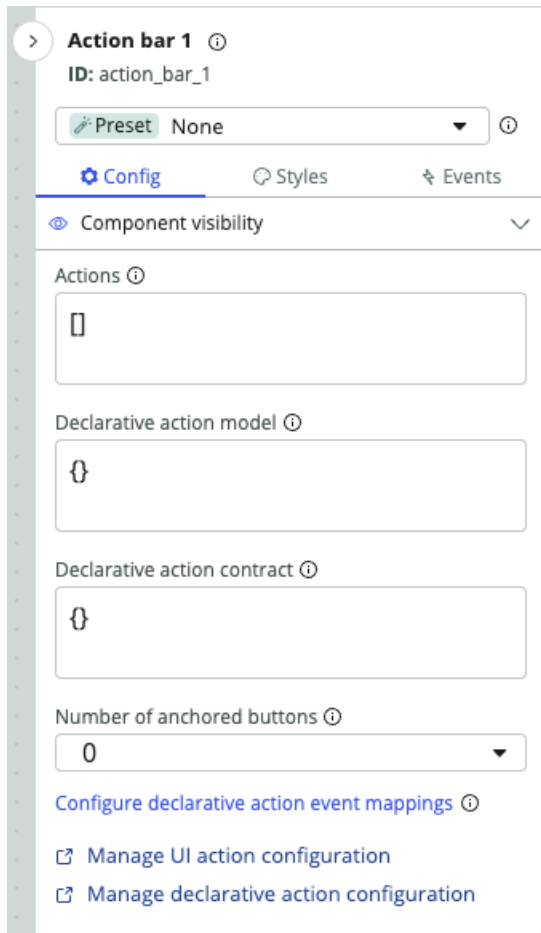 Action bar 1
ID: action_bar_1
Preset None
Config Styles Events
Component visibility
Actions
[]
Declarative action model
{}
Declarative action contract
{}
Number of anchored buttons
0
Configure declarative action event mappings
Manage UI action configuration
Manage declarative action configuration